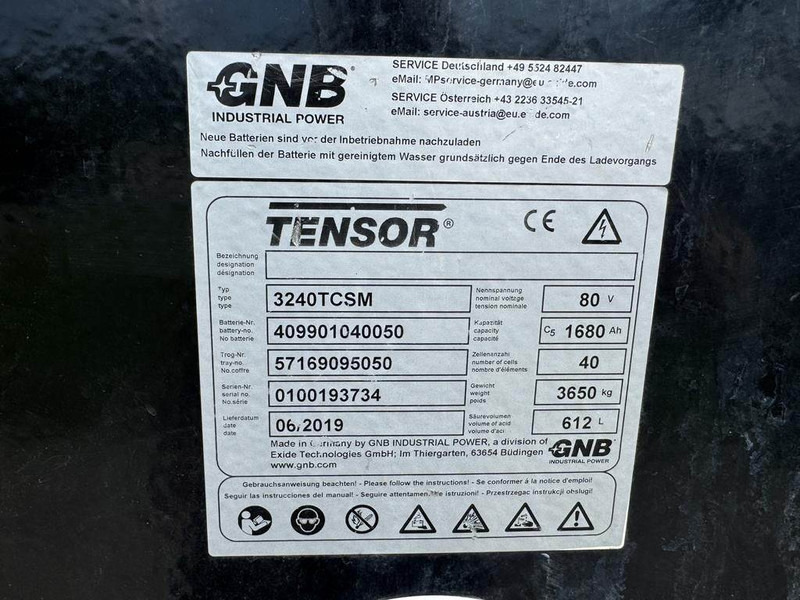 GNB®
INDUSTRIAL POWER
SERVICE Deutschland +49 5524 82447
eMail:
SERVICE Österreich +43 2236 33545-21
eMail:
Neue Batterien sind vor der Inbetriebnahme nachzuladen
Nachfüllen der Batterie mit gereinigtem Wasser grundsätzlich gegen Ende des Ladevorgangs
TENSOR®
CE
Bezeichnung
designation
désignation
Typ
type
type
3240TCSM
Nennspannung
nominal voltage
tension nominale
80 V
Batterie-Nr.
battery-no.
No batterie
409901040050
Kapazität
capacity
capacité
C5 1680 Ah
Trog-Nr.
tray-no.
No.coffre
57169095050
Zellenanzahl
number of cells
nombre d'éléments
40
Serien-Nr.
serial no.
No.série
0100193734
Gewicht
weight
poids
3650 kg
Lieferdatum
date
date
06/2019
Säurevolumen
volume of acid
volume d'aci
612 L
Made in Germany by GNB INDUSTRIAL POWER, a division of
Exide Technologies GmbH; Im Thiergarten, 63654 Büdingen
www.gnb.com
GNB®
INDUSTRIAL POWER
Gebrauchsanweisung beachten! - Please follow the instructions! - Se conformer á la notice d'emploi!
Seguir las instrucciones del manual! - Seguire attentamente istruzioni! - Przestrzegac instrukcji obslugi!